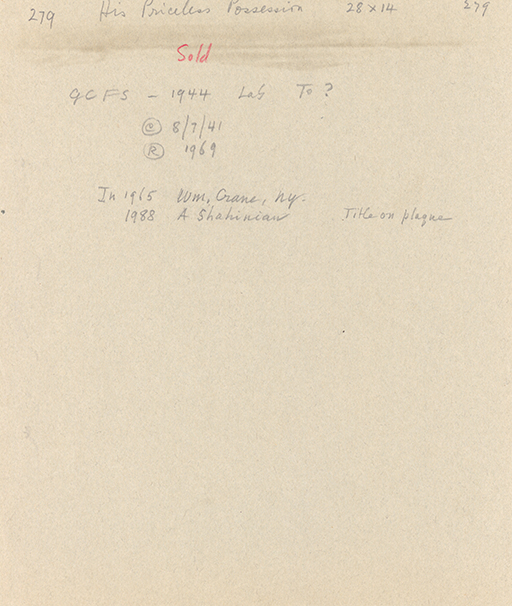 279 His Priceless Possession 28 x 14 279
Sold
GCFS - 1944 Lab To ?
© 8/7/41
® 1969
In 1965 Wm. Crane, NY.
1988 A Shahinian Title on plaque